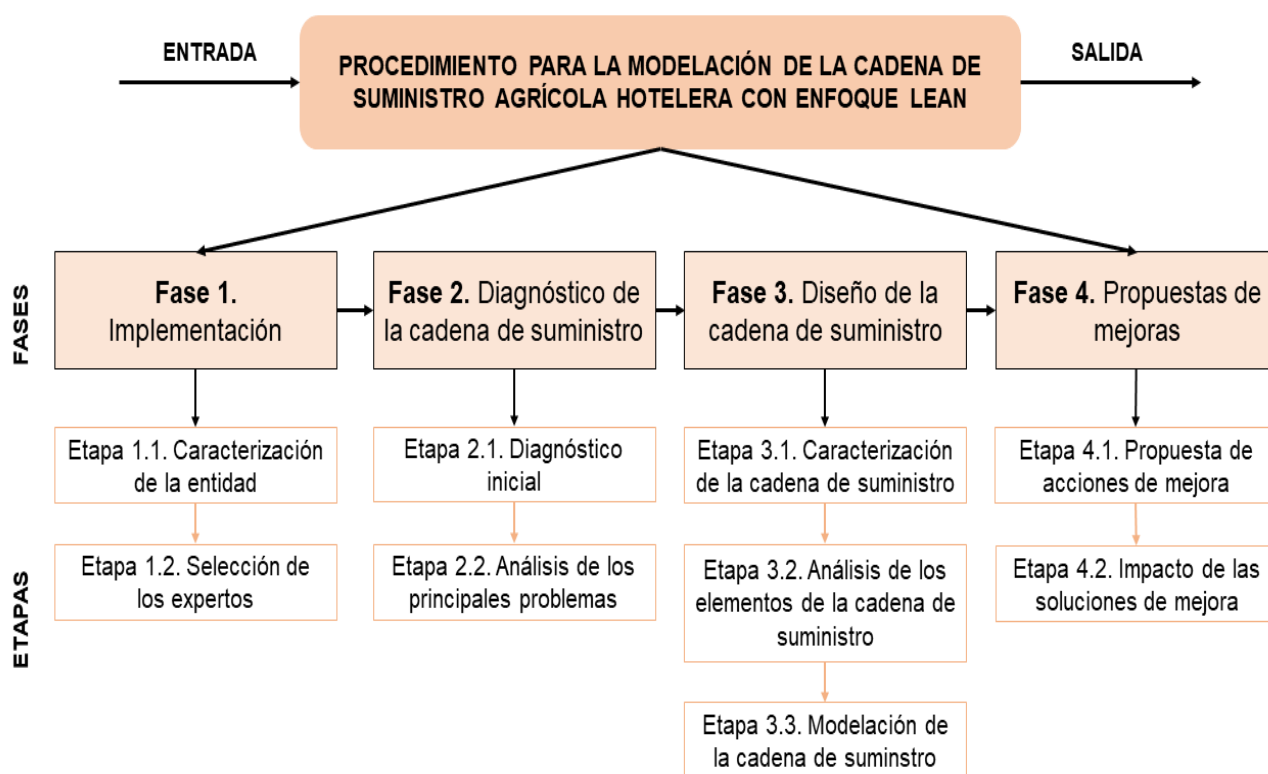 ENTRADA
PROCEDIMIENTO PARA LA MODELACIÓN DE LA CADENA DE
SUMINISTRO AGRÍCOLA HOTELERA CON ENFOQUE LEAN
SALIDA
FASES
Fase 1.
Implementación
Fase 2. Diagnóstico de
la cadena de suministro
Fase 3. Diseño de la
cadena de suministro
Fase 4. Propuestas de
mejoras
ETAPAS
Etapa 1.1. Caracterización
de la entidad
Etapa 1.2. Selección de
los expertos
Etapa 2.1. Diagnóstico
inicial
Etapa 2.2. Análisis de los
principales problemas
Etapa 3.1. Caracterización
de la cadena de suministro
Etapa 3.2. Análisis de los
elementos de la cadena de
suministro
Etapa 3.3. Modelación de
la cadena de suminstro
Etapa 4.1. Propuesta de
acciones de mejora
Etapa 4.2. Impacto de las
soluciones de mejora